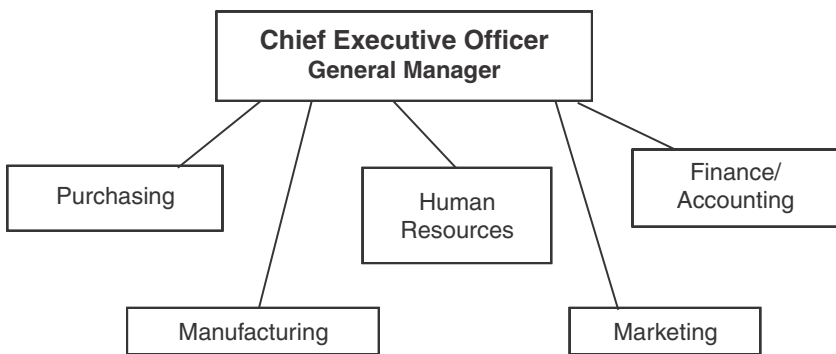 Chief Executive Officer
General Manager
Purchasing
Human
Resources
Finance/
Accounting
Manufacturing
Marketing